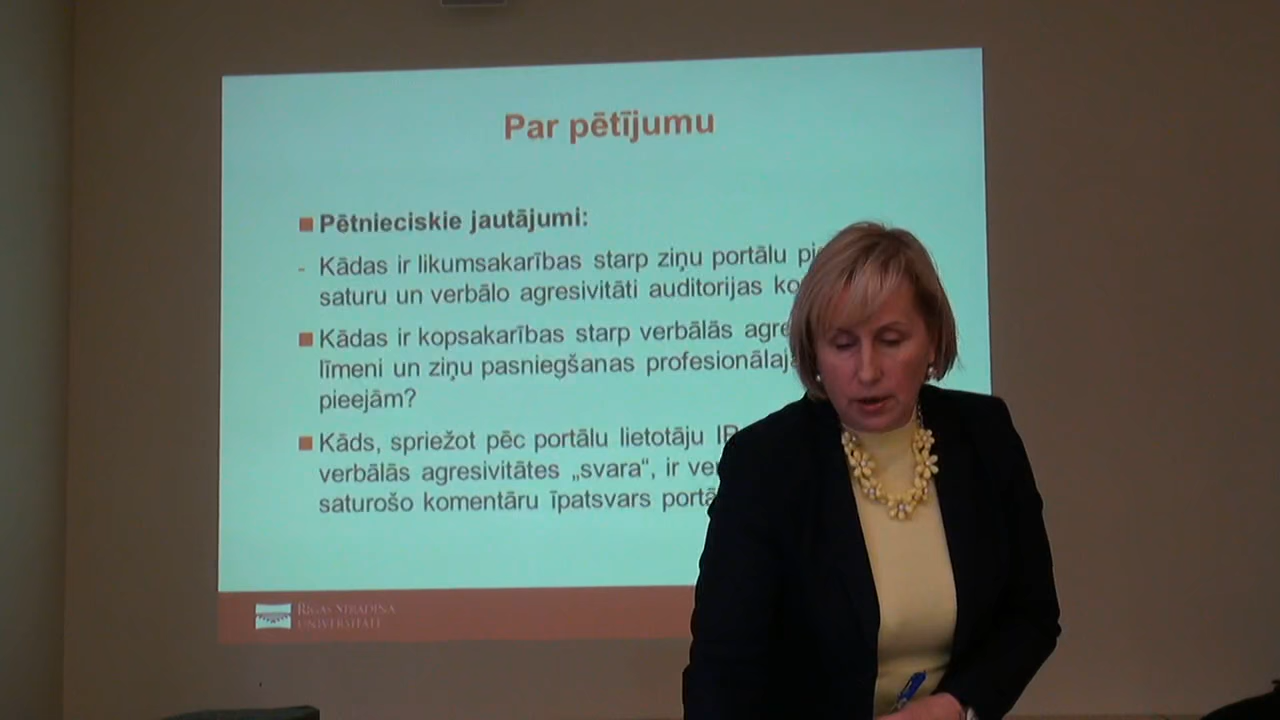 Par pētījumu
Pētnieciskie jautājumi:
- Kādas ir likumsakarības starp ziņu portālu
saturu un verbālo agresivitāti auditorijas
Kādas ir kopsakarības starp verbālās
līmeni un ziņu pasniegšanas
pieejām?
Kāds, spriežot pēc portālu lietotāju
verbālās agresivitātes „svara“, ir
saturošo komentāru īpatsvars
RĪGAS STRADIŅA
UNIVERSITĀTE